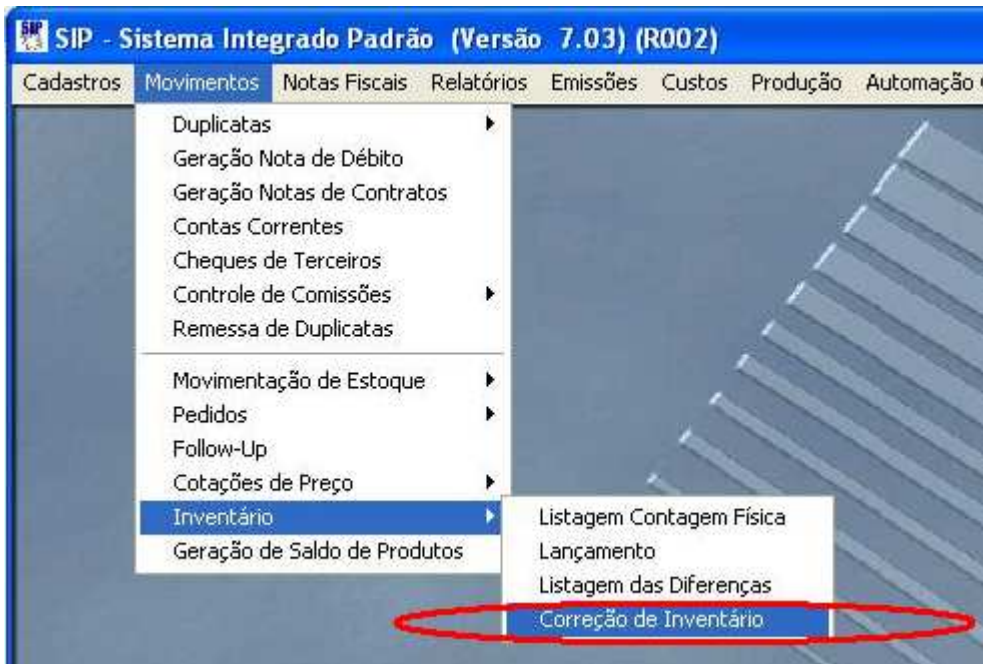 SIP - Sistema Integrado Padrão (Versão 7.03) (R002)
Cadastros Movimentos Notas Fiscais Relatórios Emissões Custos Produção Automação
Duplicatas
Geração Nota de Débito
Geração Notas de Contratos
Contas Correntes
Cheques de Terceiros
Controle de Comissões
Remessa de Duplicatas
Movimentação de Estoque
Pedidos
Follow-Up
Cotações de Preço
Inventário
Geração de Saldo de Produtos
Listagem Contagem Física
Lançamento
Listagem das Diferenças
Correção de Inventário